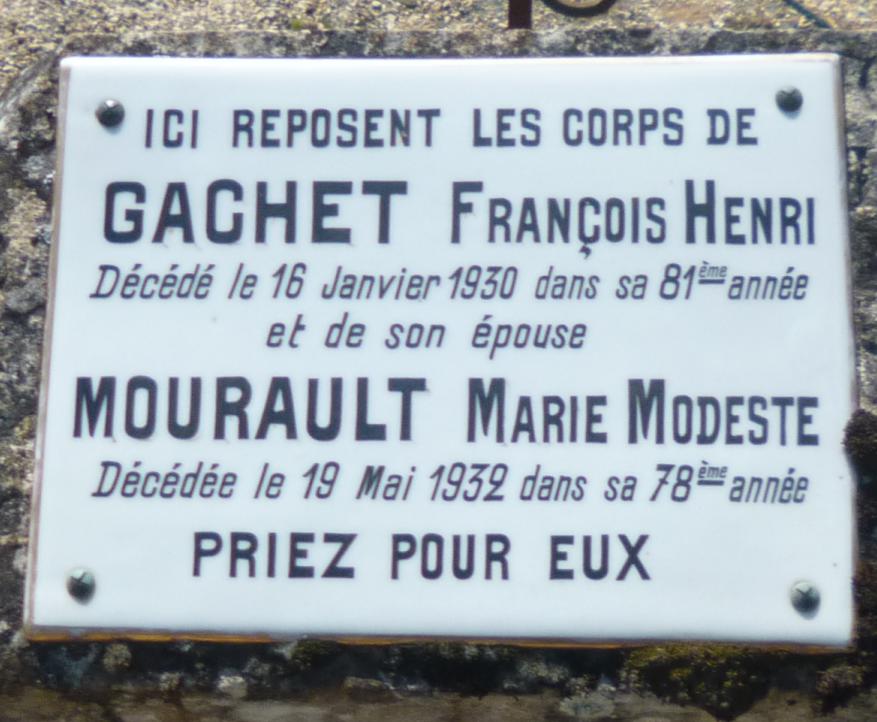 ICI REPOSENT LES CORPS DE
GACHET FRANÇOIS HENRI
Décédé le 16 Janvier 1930 dans sa 81ème année
et de son épouse
MOURAULT MARIE MODESTE
Décédée le 19 Mai 1932 dans sa 78ème année
PRIEZ POUR EUX